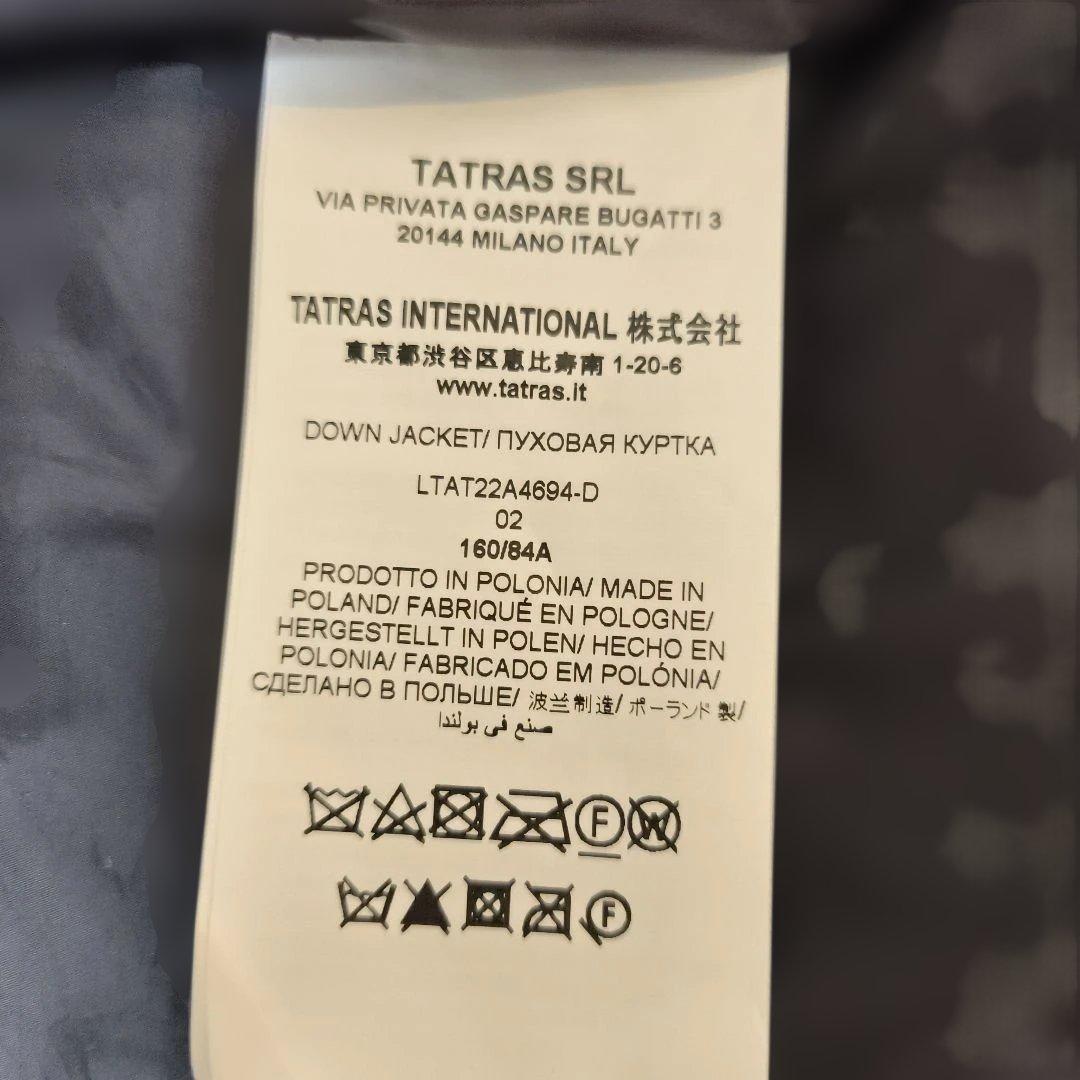 TATRAS SRL
VIA PRIVATA GASPARE BUGATTI 3
20144 MILANO ITALY
TATRAS INTERNATIONAL 株式会社
東京都渋谷区恵比寿南 1-20-6
www.tatras.it
DOWN JACKET/ ПУХОВАЯ КУРТКА
LTAT22A4694-D
02
160/84A
PRODOTTO IN POLONIA/ MADE IN
POLAND/ FABRIQUÉ EN POLOGNE/
HERGESTELLT IN POLEN/ HECHO EN
POLONIA/ FABRICADO EM POLÓNIA/
СДЕЛАНО В ПОЛЬШЕ/ 波兰制造/ ポーランド製/
صنع في بولندا
F W
F